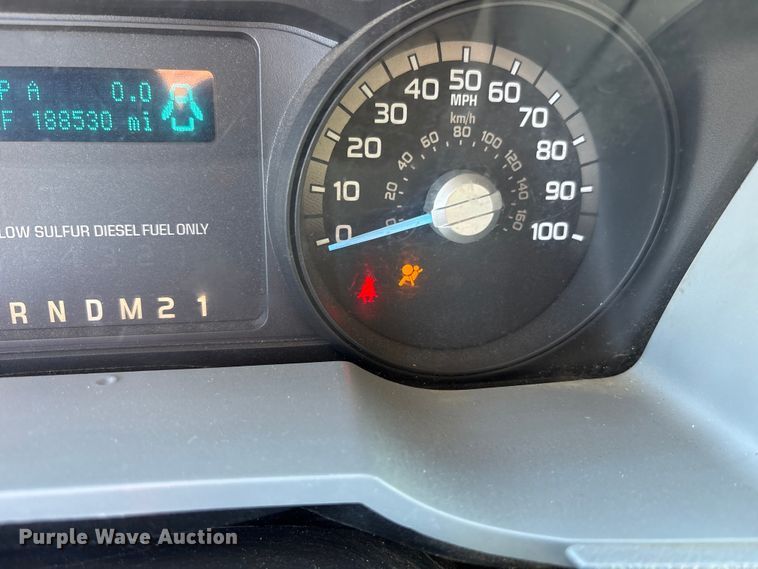 P A 0.0
F 188530 mi
LOW SULFUR DIESEL FUEL ONLY
R N D M 2 1
0 10 20 30 40 50 60 70 80 90 100
MPH
km/h
20 40 60 80 100 120 140 160
Purple Wave Auction